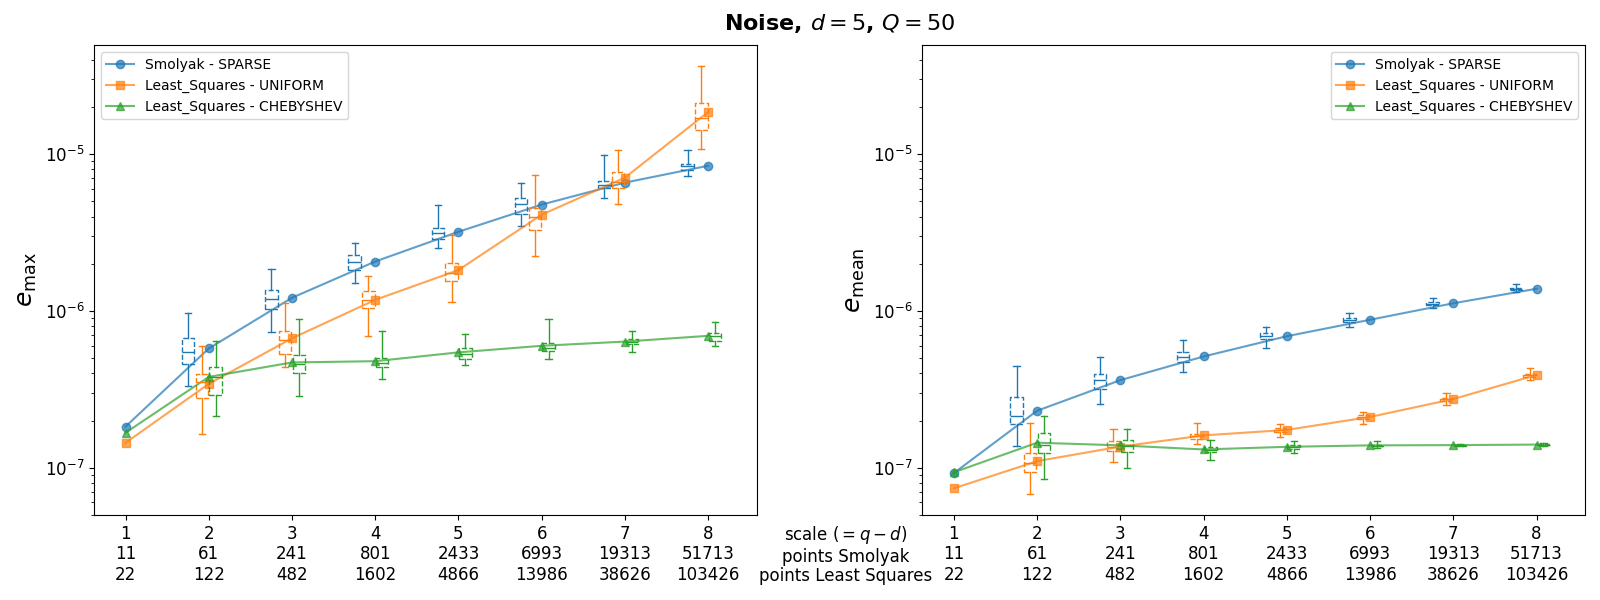 Noise, d = 5, Q = 50
Smolyak - SPARSE
Least_Squares - UNIFORM
Least_Squares - CHEBYSHEV
Smolyak - SPARSE
Least_Squares - UNIFORM
Least_Squares - CHEBYSHEV
e_max
10^{-5}
10^{-6}
10^{-7}
e_mean
10^{-5}
10^{-6}
10^{-7}
1 2 3 4 5 6 7 8 scale (= q − d) 1 2 3 4 5 6 7 8
11 61 241 801 2433 6993 19313 51713 points Smolyak 11 61 241 801 2433 6993 19313 51713
22 122 482 1602 4866 13986 38626 103426 points Least Squares 22 122 482 1602 4866 13986 38626 103426